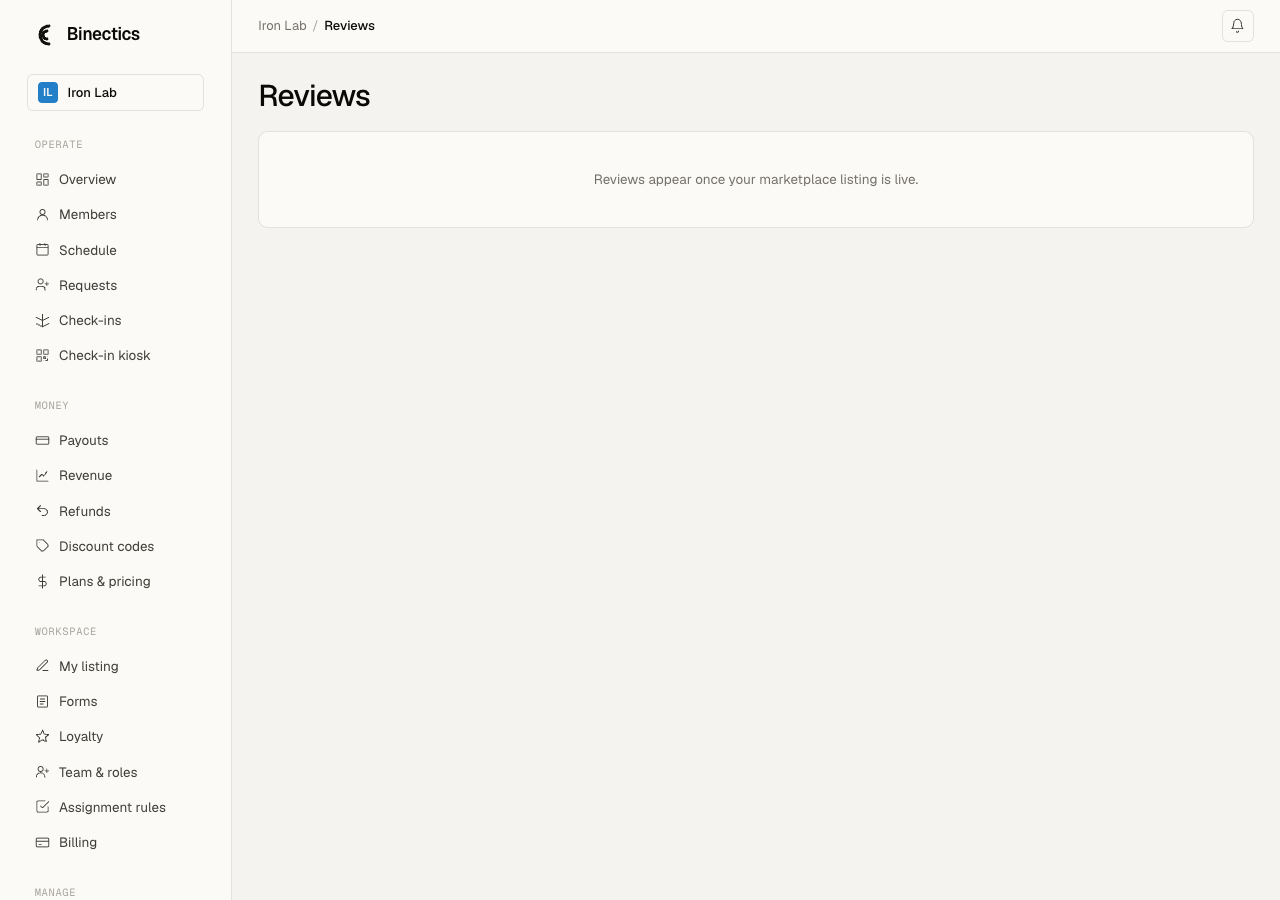 Binectics
IL Iron Lab
OPERATE
Overview
Members
Schedule
Requests
Check-ins
Check-in kiosk
MONEY
Payouts
Revenue
Refunds
Discount codes
Plans & pricing
WORKSPACE
My listing
Forms
Loyalty
Team & roles
Assignment rules
Billing
MANAGE
Iron Lab / Reviews
Reviews
Reviews appear once your marketplace listing is live.